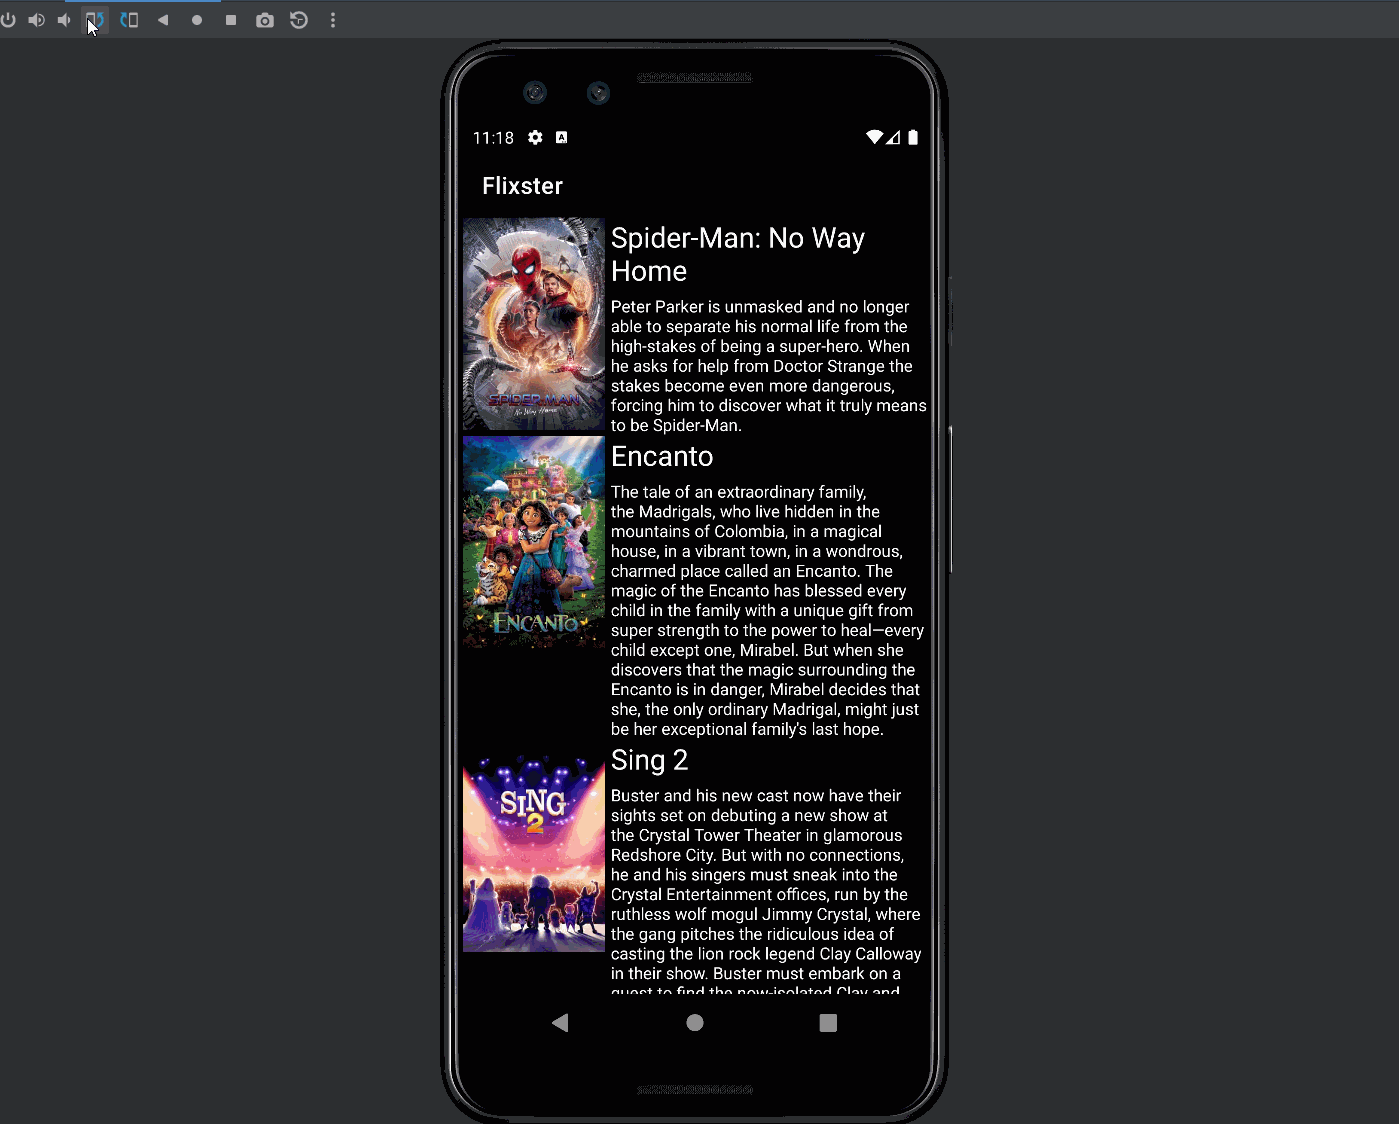 11:18
A
Flixster
Spider-Man: No Way
Home
Peter Parker is unmasked and no longer
able to separate his normal life from the
high-stakes of being a super-hero. When
he asks for help from Doctor Strange the
stakes become even more dangerous,
forcing him to discover what it truly means
to be Spider-Man.
SPIDER-MAN
No Way Home
Encanto
The tale of an extraordinary family,
the Madrigals, who live hidden in the
mountains of Colombia, in a magical
house, in a vibrant town, in a wondrous,
charmed place called an Encanto. The
magic of the Encanto has blessed every
child in the family with a unique gift from
super strength to the power to heal—every
child except one, Mirabel. But when she
discovers that the magic surrounding the
Encanto is in danger, Mirabel decides that
she, the only ordinary Madrigal, might just
be her exceptional family's last hope.
ENCANTO
Sing 2
Buster and his new cast now have their
sights set on debuting a new show at
the Crystal Tower Theater in glamorous
Redshore City. But with no connections,
he and his singers must sneak into the
Crystal Entertainment offices, run by the
ruthless wolf mogul Jimmy Crystal, where
the gang pitches the ridiculous idea of
casting the lion rock legend Clay Calloway
in their show. Buster must embark on a
quest to find the now-isolated Clay and
SING
2